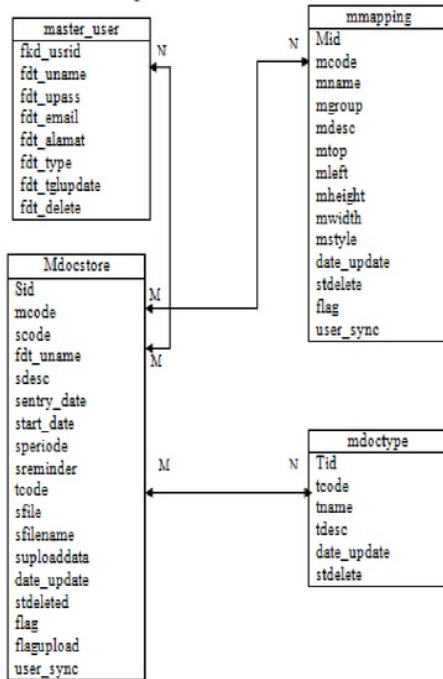 master_user
fkd_usrid
fdt_uname
fdt_upass
fdt_email
fdt_alamat
fdt_type
fdt_tglupdate
fdt_delete
N
N
mmapping
Mid
mcode
mname
mgroup
mdesc
mtop
mleft
mheight
mwidth
mstyle
date_update
stdelete
flag
user_sync
Mdocstore
Sid
mcode
scode
fdt_uname
sdesc
sentry_date
start_date
speriode
sreminder
tcode
sfile
sfilename
suploaddata
date_update
stdeleted
flag
flagupload
user_sync
M
M
M
N
mdoctype
Tid
tcode
tname
tdesc
date_update
stdelete